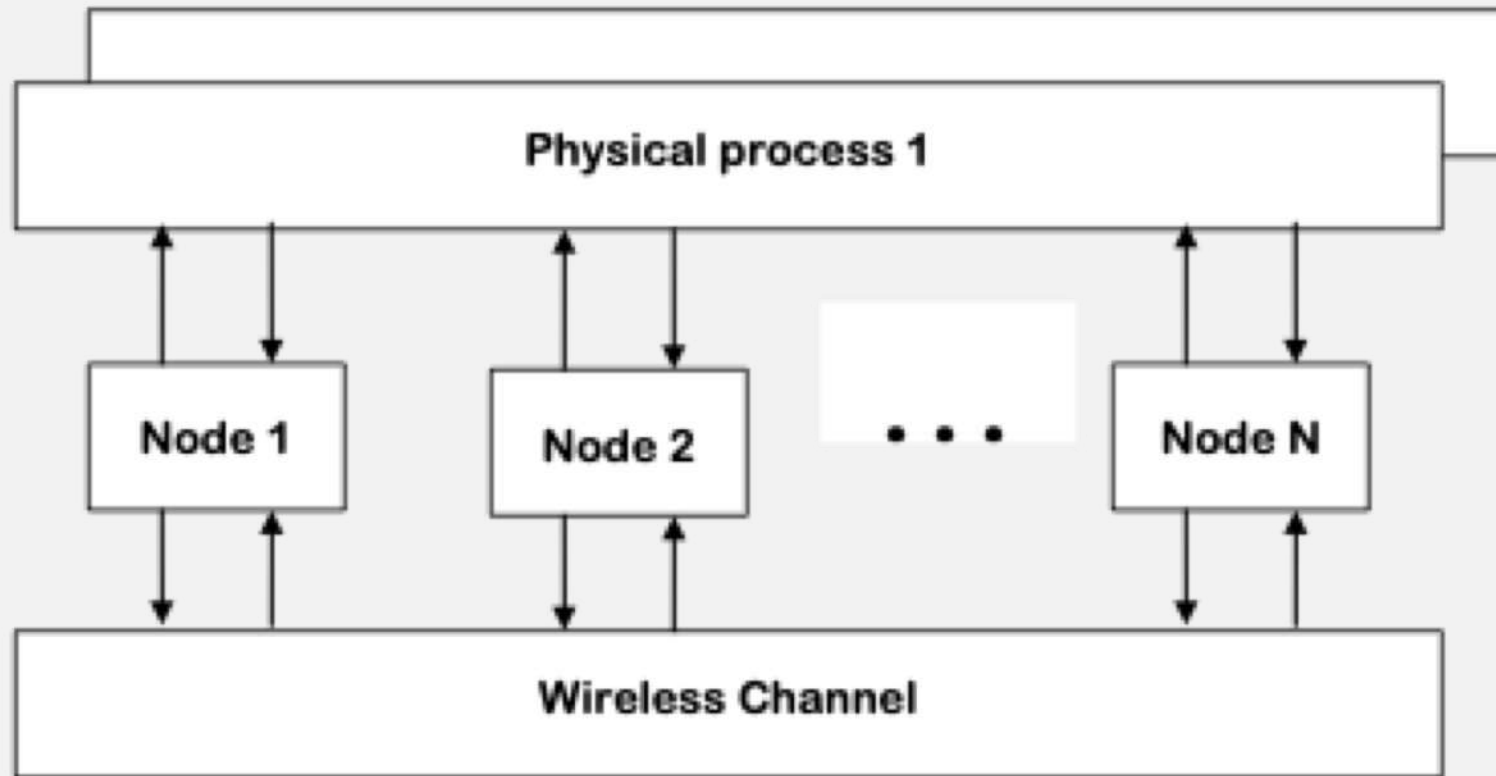 Physical process 1
Node 1
Node 2
• • •
Node N
Wireless Channel